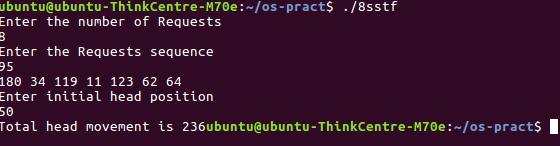 ubuntu@ubuntu-ThinkCentre-M70e:~/os-pract$ ./8sstf
Enter the number of Requests
8
Enter the Requests sequence
95
180 34 119 11 123 62 64
Enter initial head position
50
Total head movement is 236ubuntu@ubuntu-ThinkCentre-M70e:~/os-pract$